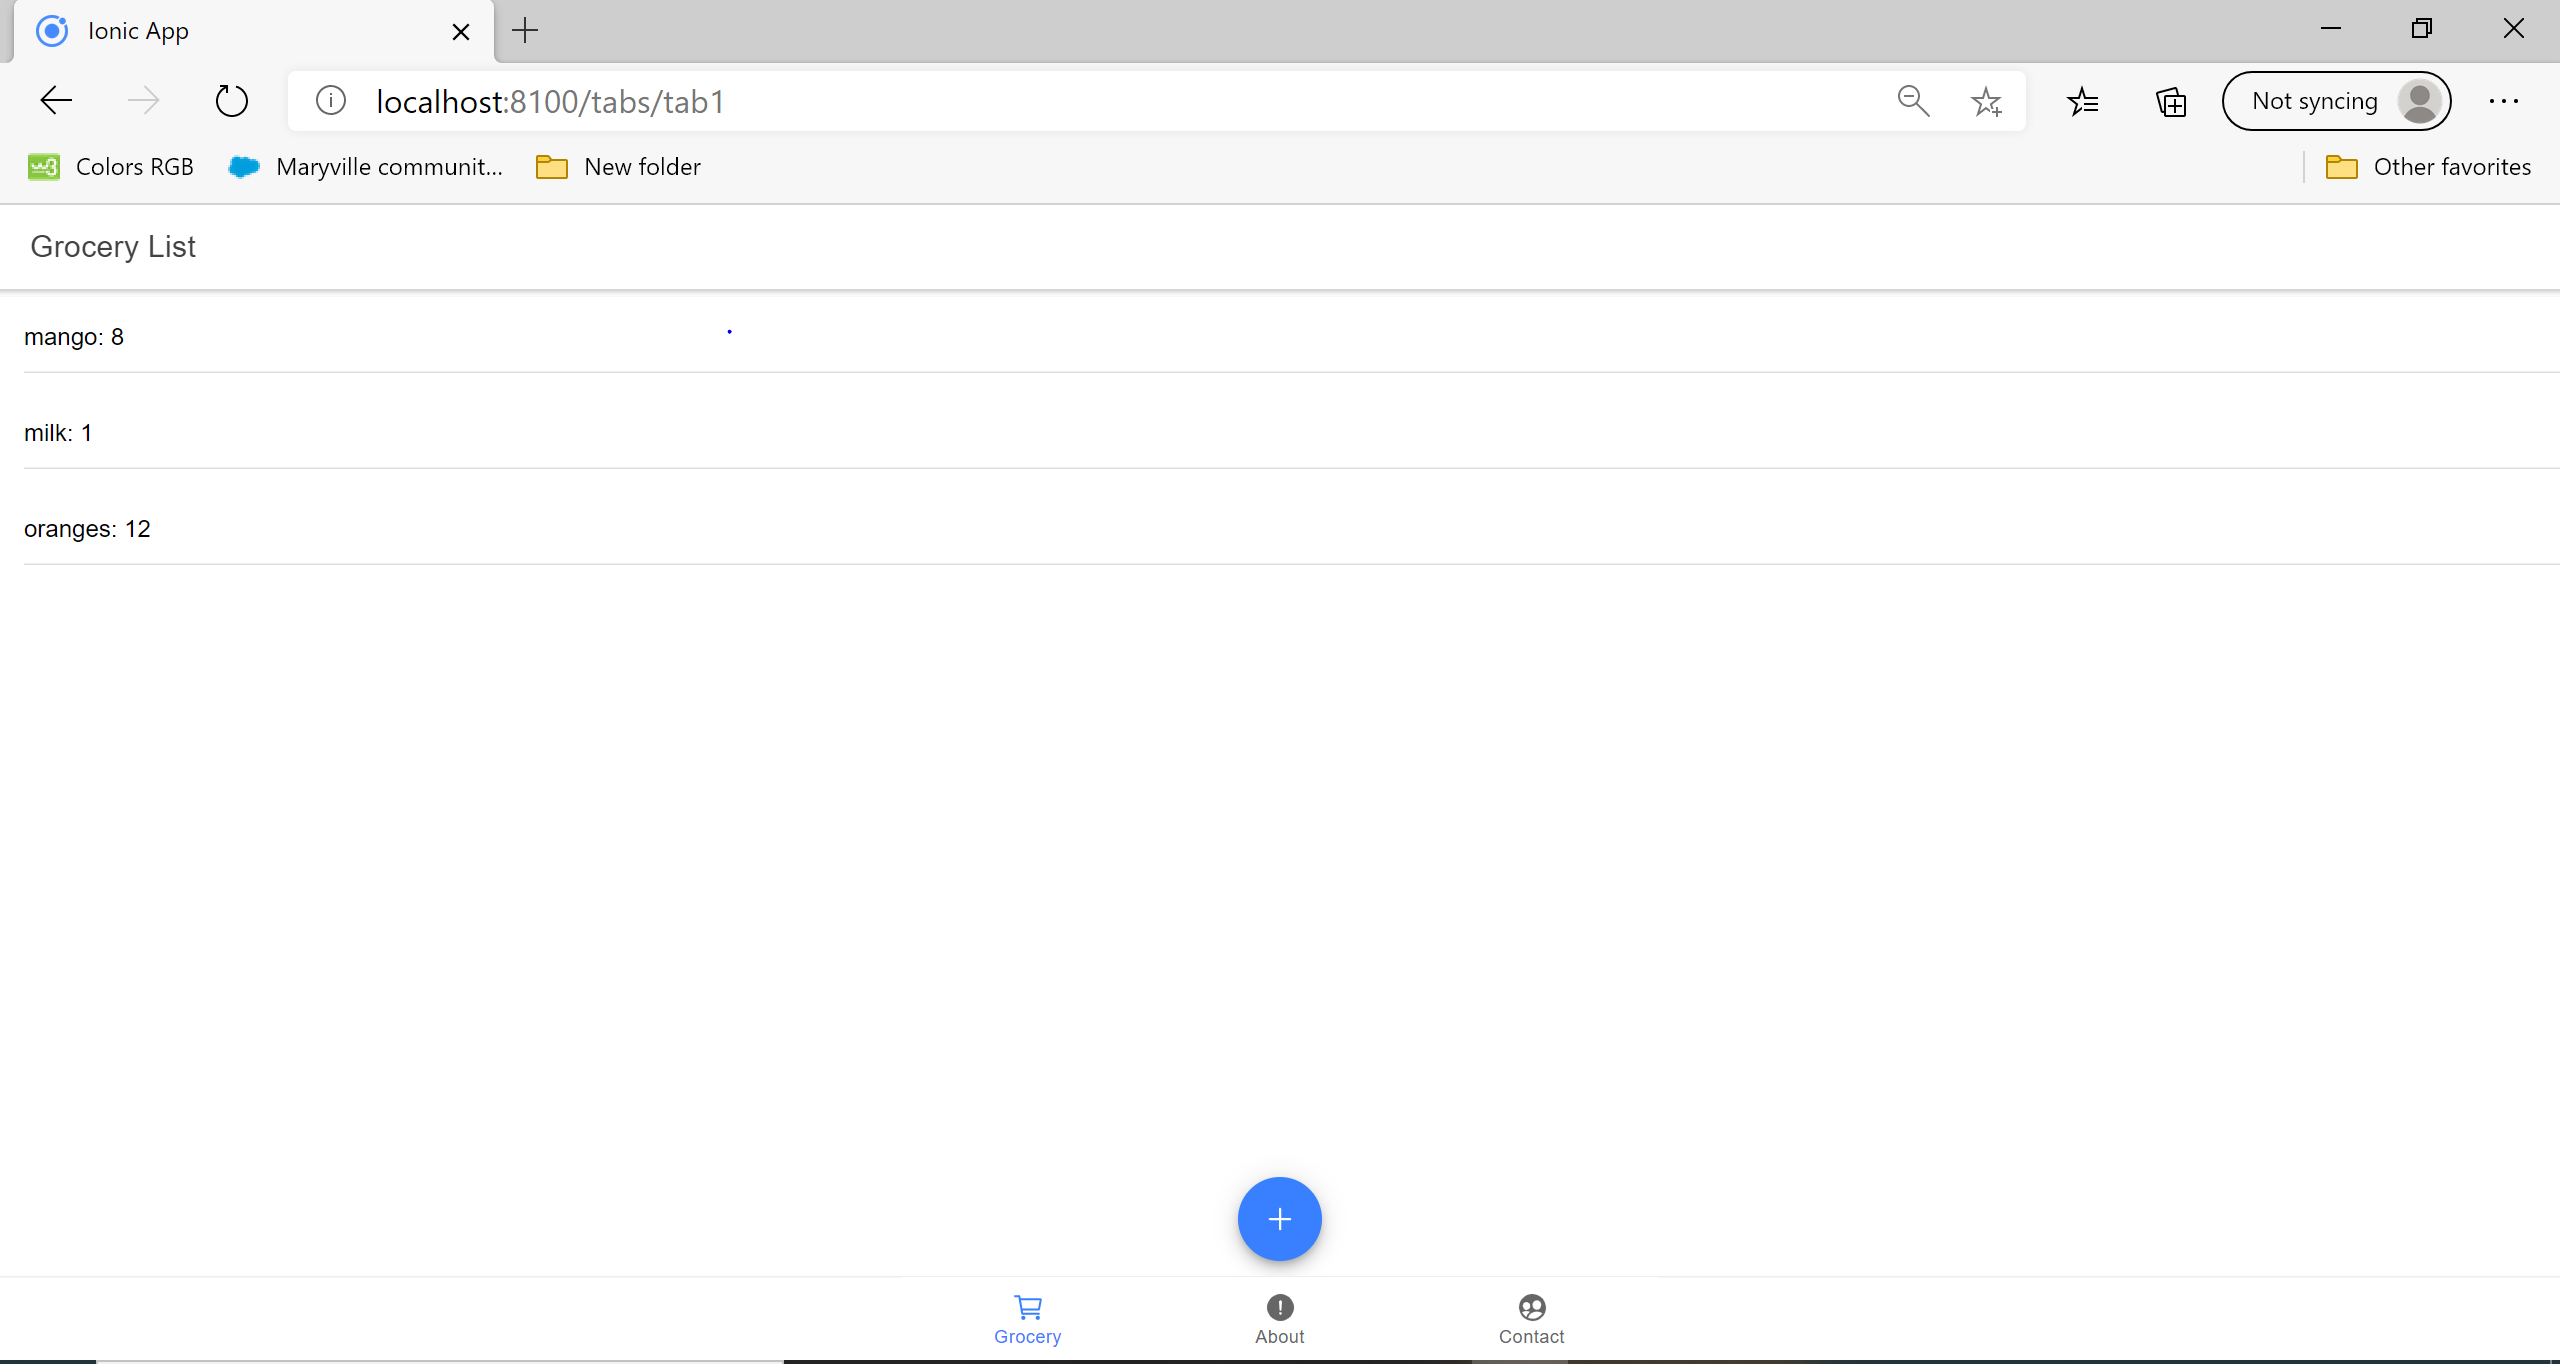 Ionic App
localhost:8100/tabs/tab1
Not syncing
Colors RGB
Maryville communit...
New folder
Other favorites
Grocery List
mango: 8
milk: 1
oranges: 12
Grocery
About
Contact